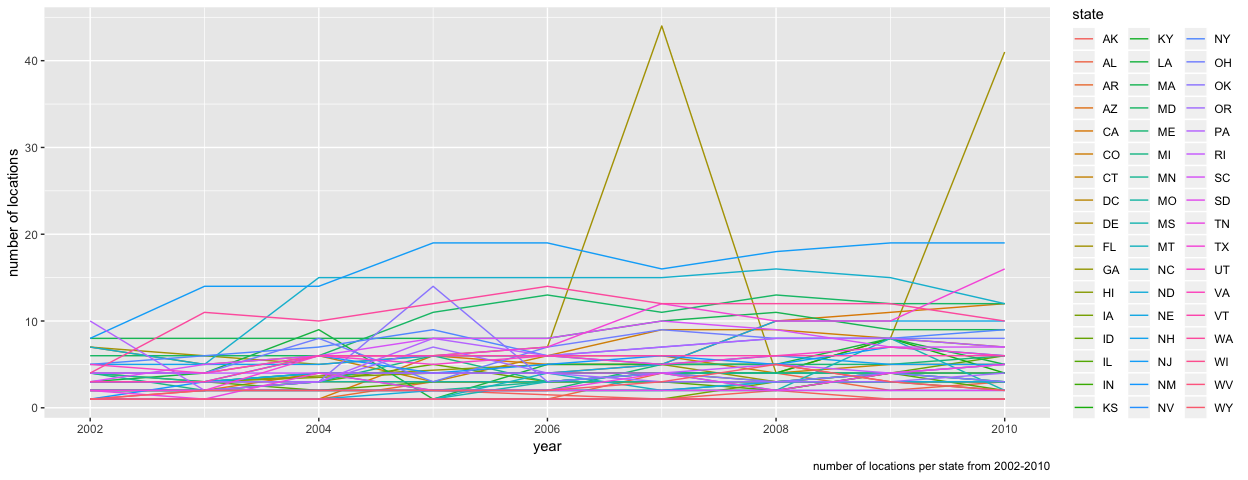 number of locations
40
30
20
10
0
2002 2004 2006 2008 2010
year
number of locations per state from 2002-2010
state
AK KY NY
AL LA OH
AR MA OK
AZ MD OR
CA ME PA
CO MI RI
CT MN SC
DC MO SD
DE MS TN
FL MT TX
GA NC UT
HI ND VA
IA NE VT
ID NH WA
IL NJ WI
IN NM WV
KS NV WY